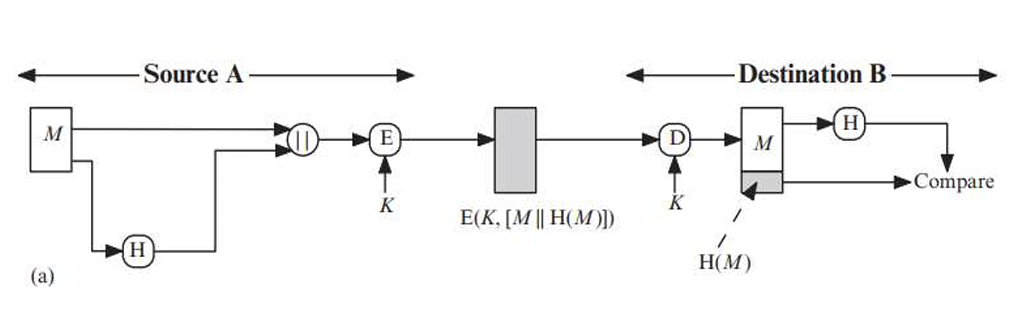 Source A
Destination B
M
||
E
D
M
H
K
K
Compare
E(K, [M || H(M)])
H
H(M)
(a)